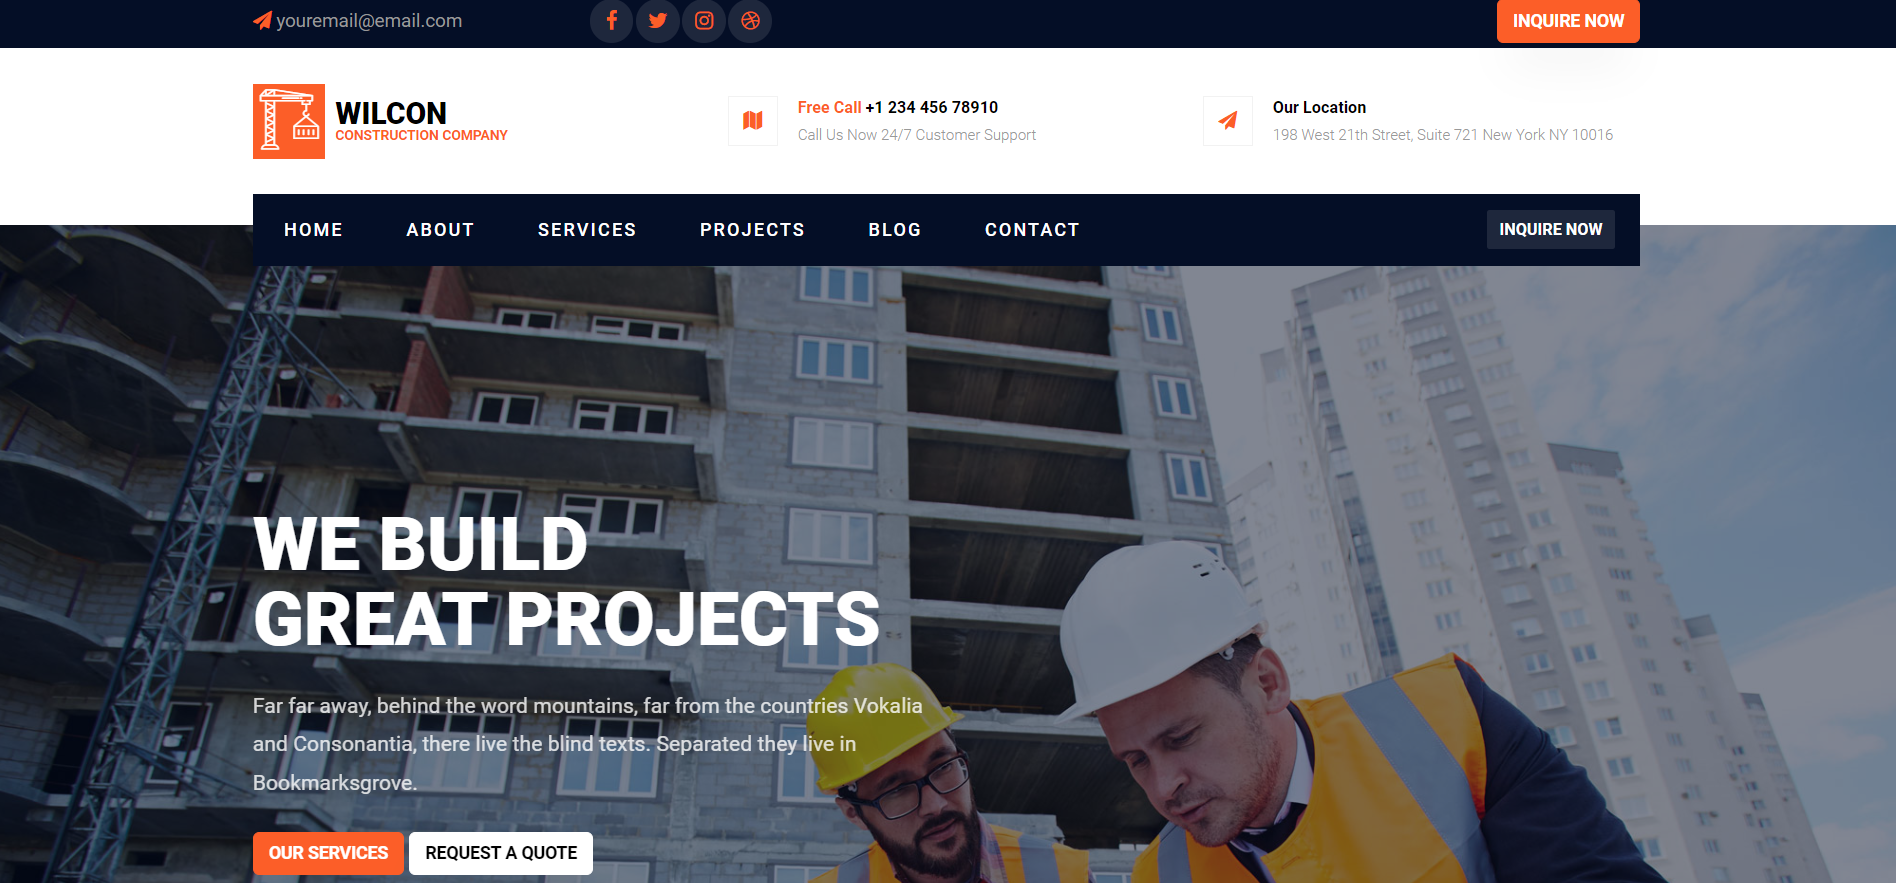 youremail@email.com
INQUIRE NOW
WILCON
CONSTRUCTION COMPANY
Free Call +1 234 456 78910
Call Us Now 24/7 Customer Support
Our Location
198 West 21th Street, Suite 721 New York NY 10016
HOME ABOUT SERVICES PROJECTS BLOG CONTACT INQUIRE NOW
WE BUILD
GREAT PROJECTS
Far far away, behind the word mountains, far from the countries Vokalia
and Consonantia, there live the blind texts. Separated they live in
Bookmarksgrove.
OUR SERVICES REQUEST A QUOTE